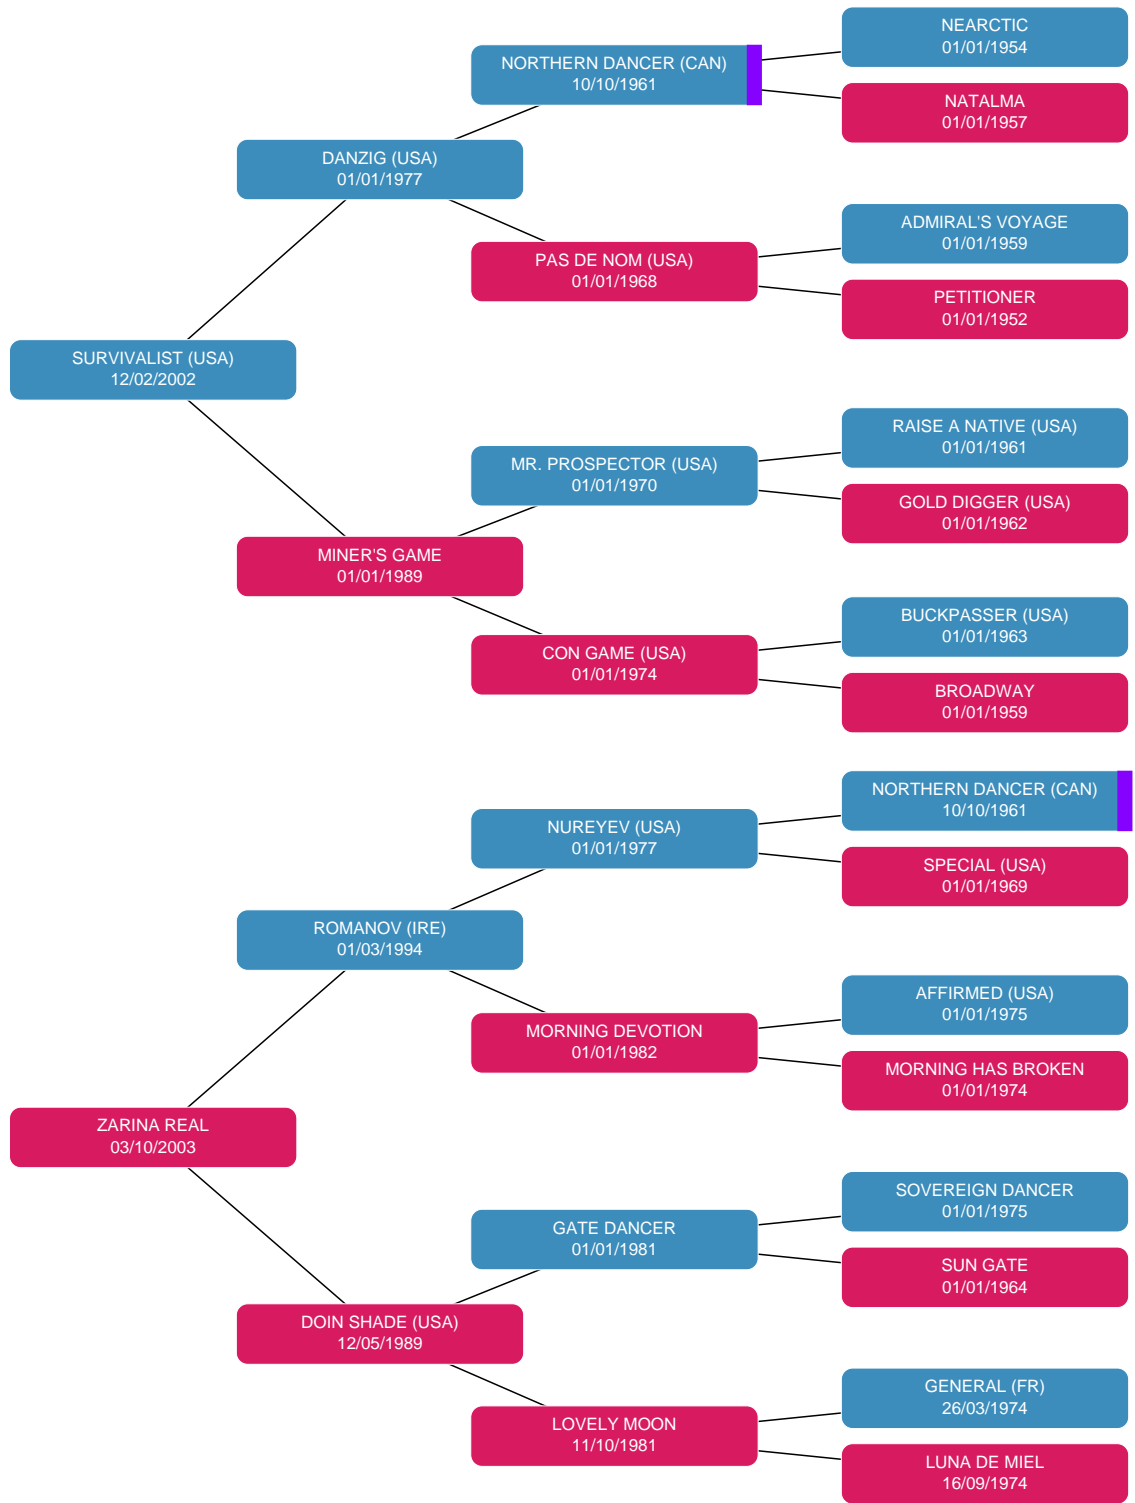 NEARCTIC
01/01/1954
NORTHERN DANCER (CAN)
10/10/1961
NATALMA
01/01/1957
DANZIG (USA)
01/01/1977
ADMIRAL'S VOYAGE
01/01/1959
PAS DE NOM (USA)
01/01/1968
PETITIONER
01/01/1952
SURVIVALIST (USA)
12/02/2002
RAISE A NATIVE (USA)
01/01/1961
MR. PROSPECTOR (USA)
01/01/1970
GOLD DIGGER (USA)
01/01/1962
MINER'S GAME
01/01/1989
BUCKPASSER (USA)
01/01/1963
CON GAME (USA)
01/01/1974
BROADWAY
01/01/1959
NORTHERN DANCER (CAN)
10/10/1961
NUREYEV (USA)
01/01/1977
SPECIAL (USA)
01/01/1969
ROMANOV (IRE)
01/03/1994
AFFIRMED (USA)
01/01/1975
MORNING DEVOTION
01/01/1982
MORNING HAS BROKEN
01/01/1974
ZARINA REAL
03/10/2003
SOVEREIGN DANCER
01/01/1975
GATE DANCER
01/01/1981
SUN GATE
01/01/1964
DOIN SHADE (USA)
12/05/1989
GENERAL (FR)
26/03/1974
LOVELY MOON
11/10/1981
LUNA DE MIEL
16/09/1974